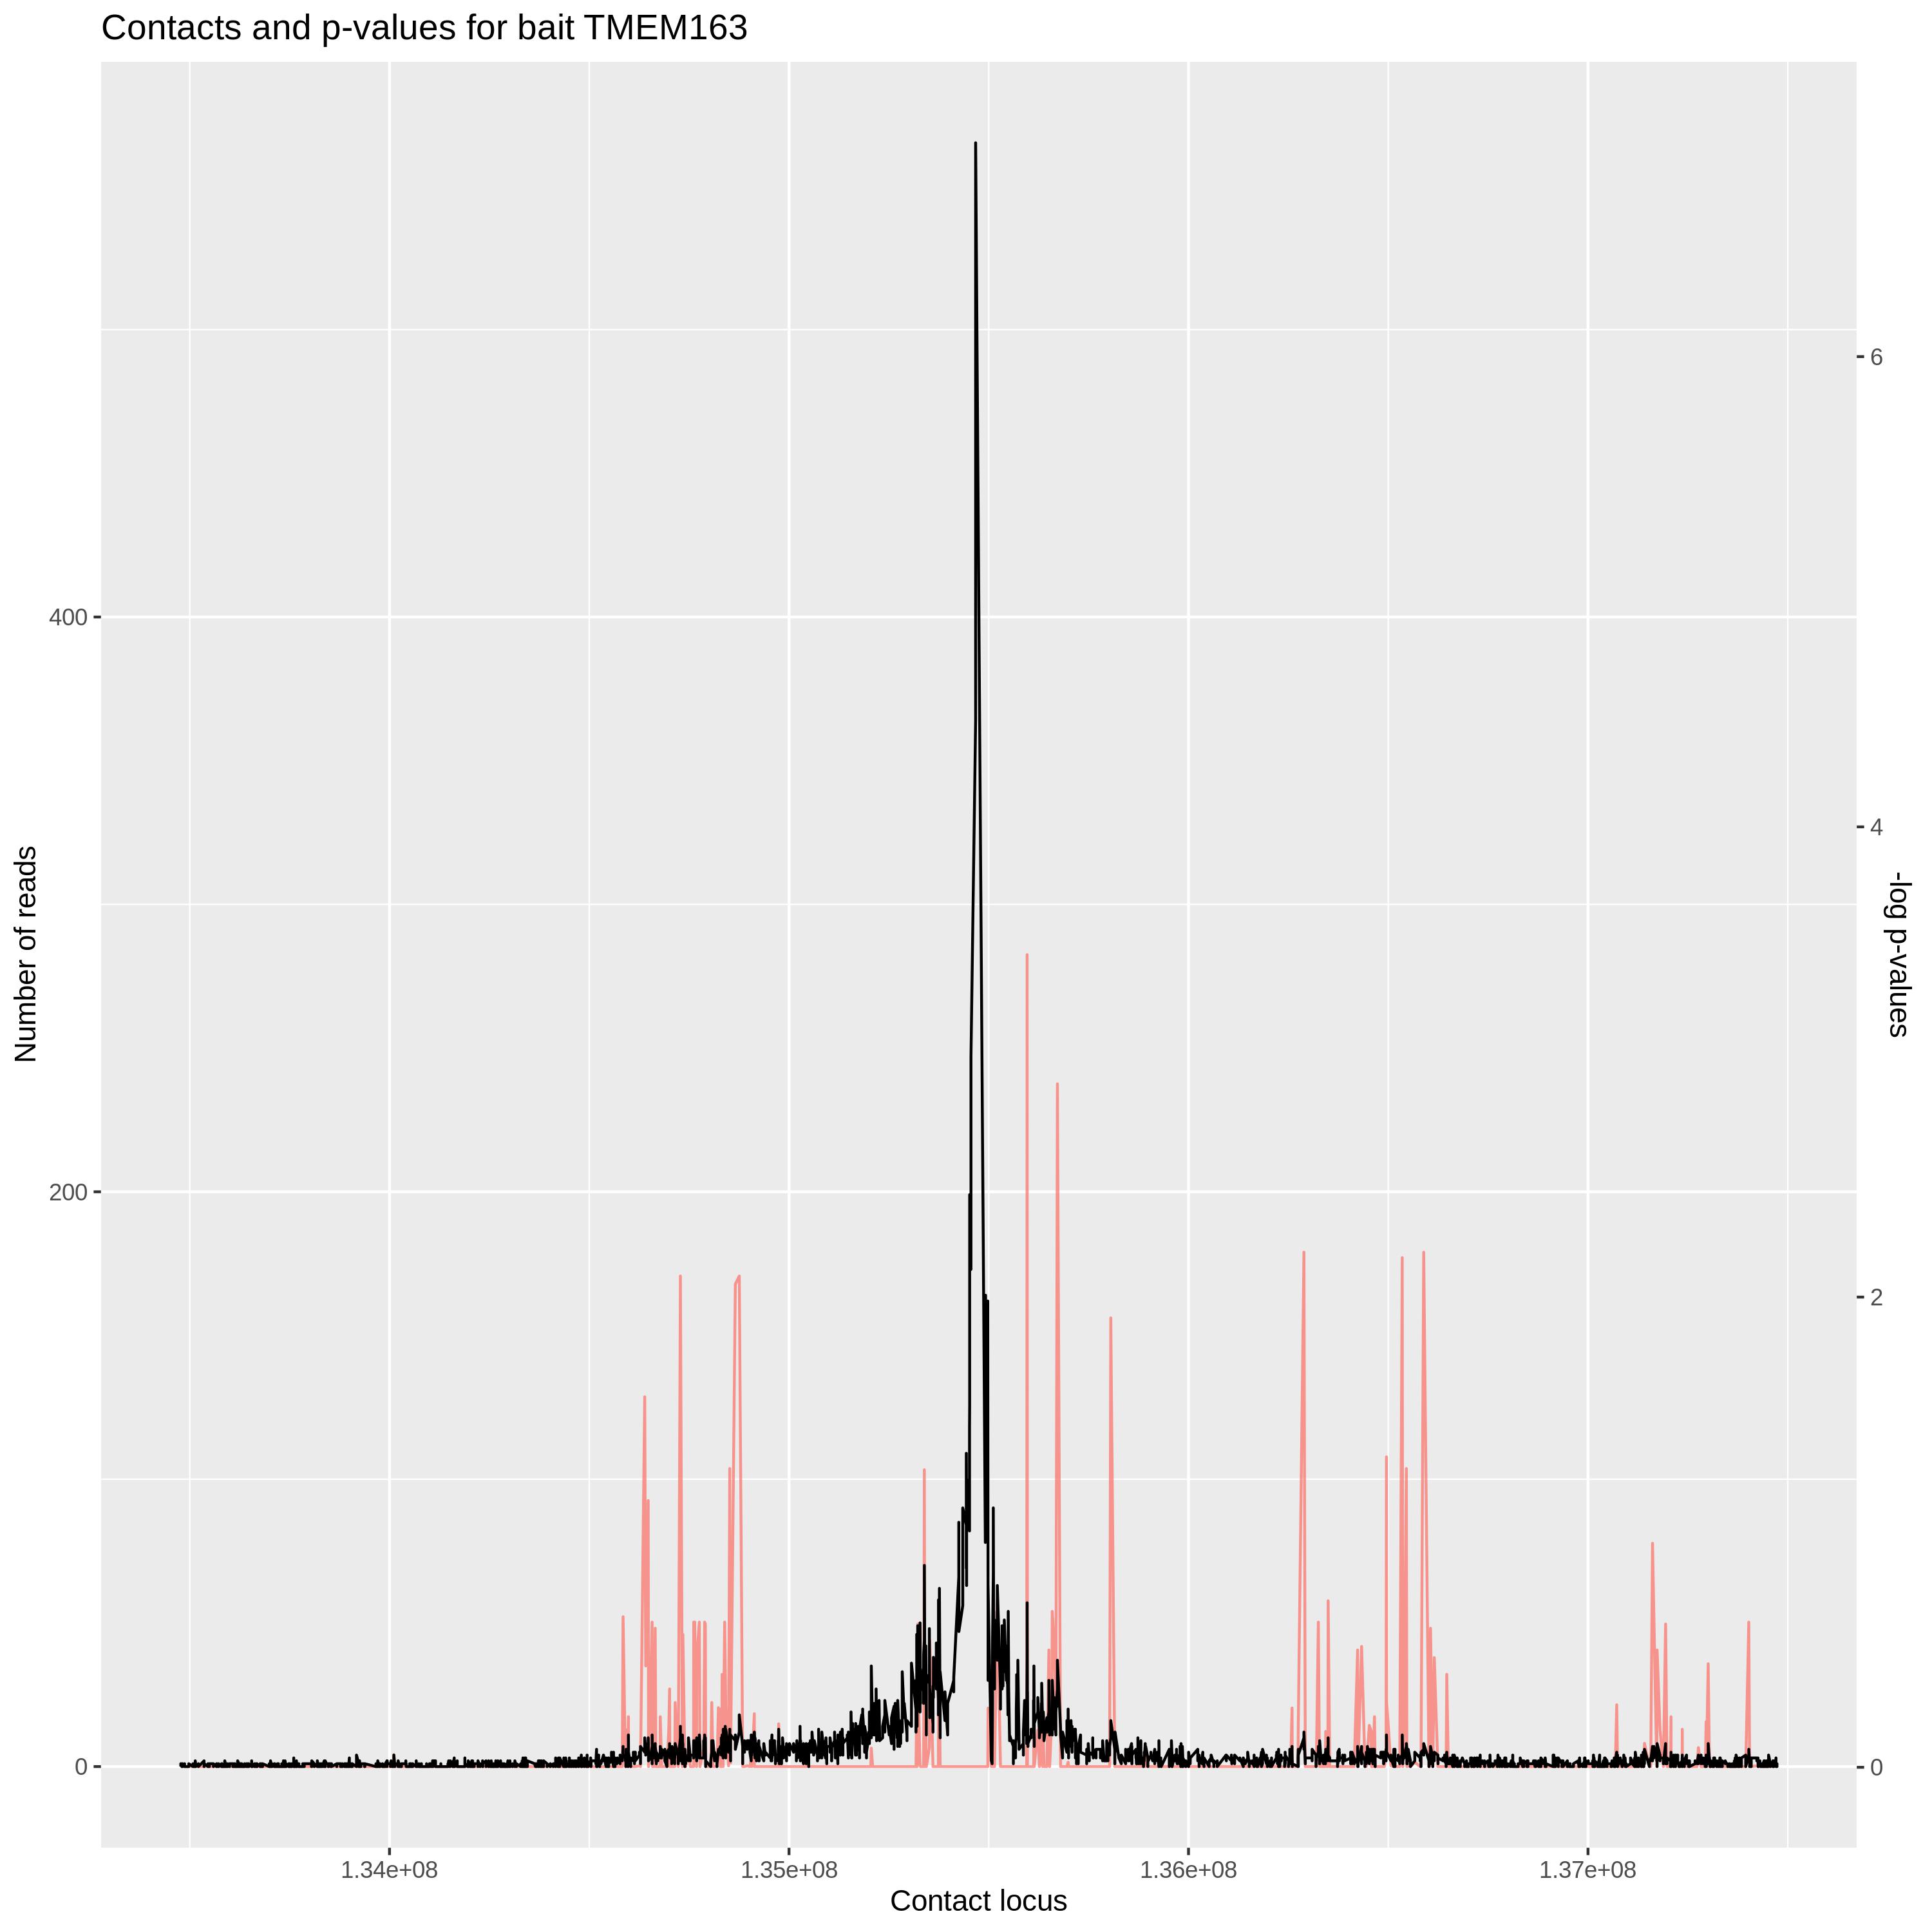 Contacts and p-values for bait TMEM163
Number of reads
400
200
0
6
4
2
0
-log p-values
1.34e+08
1.35e+08
1.36e+08
1.37e+08
Contact locus